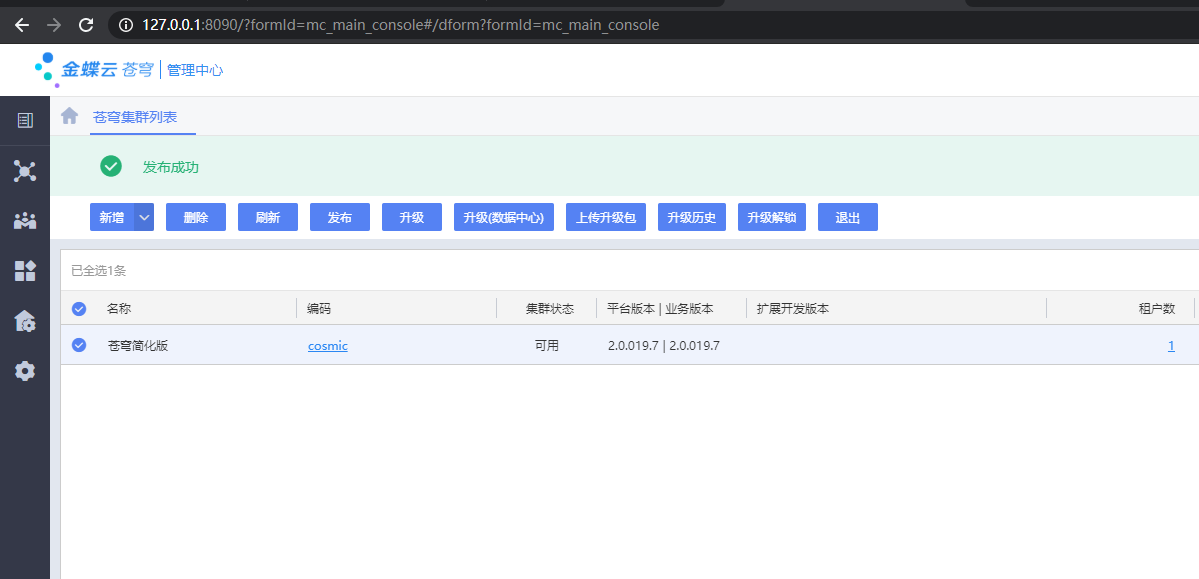 127.0.0.1:8090/?formId=mc_main_console#/dform?formId=mc_main_console
金蝶云 苍穹 | 管理中心
苍穹集群列表
发布成功
新增 删除 刷新 发布 升级 升级(数据中心) 上传升级包 升级历史 升级解锁 退出
已全选1条
名称 编码 集群状态 平台版本 | 业务版本 扩展开发版本 租户数
苍穹简化版 cosmic 可用 2.0.019.7 | 2.0.019.7 1